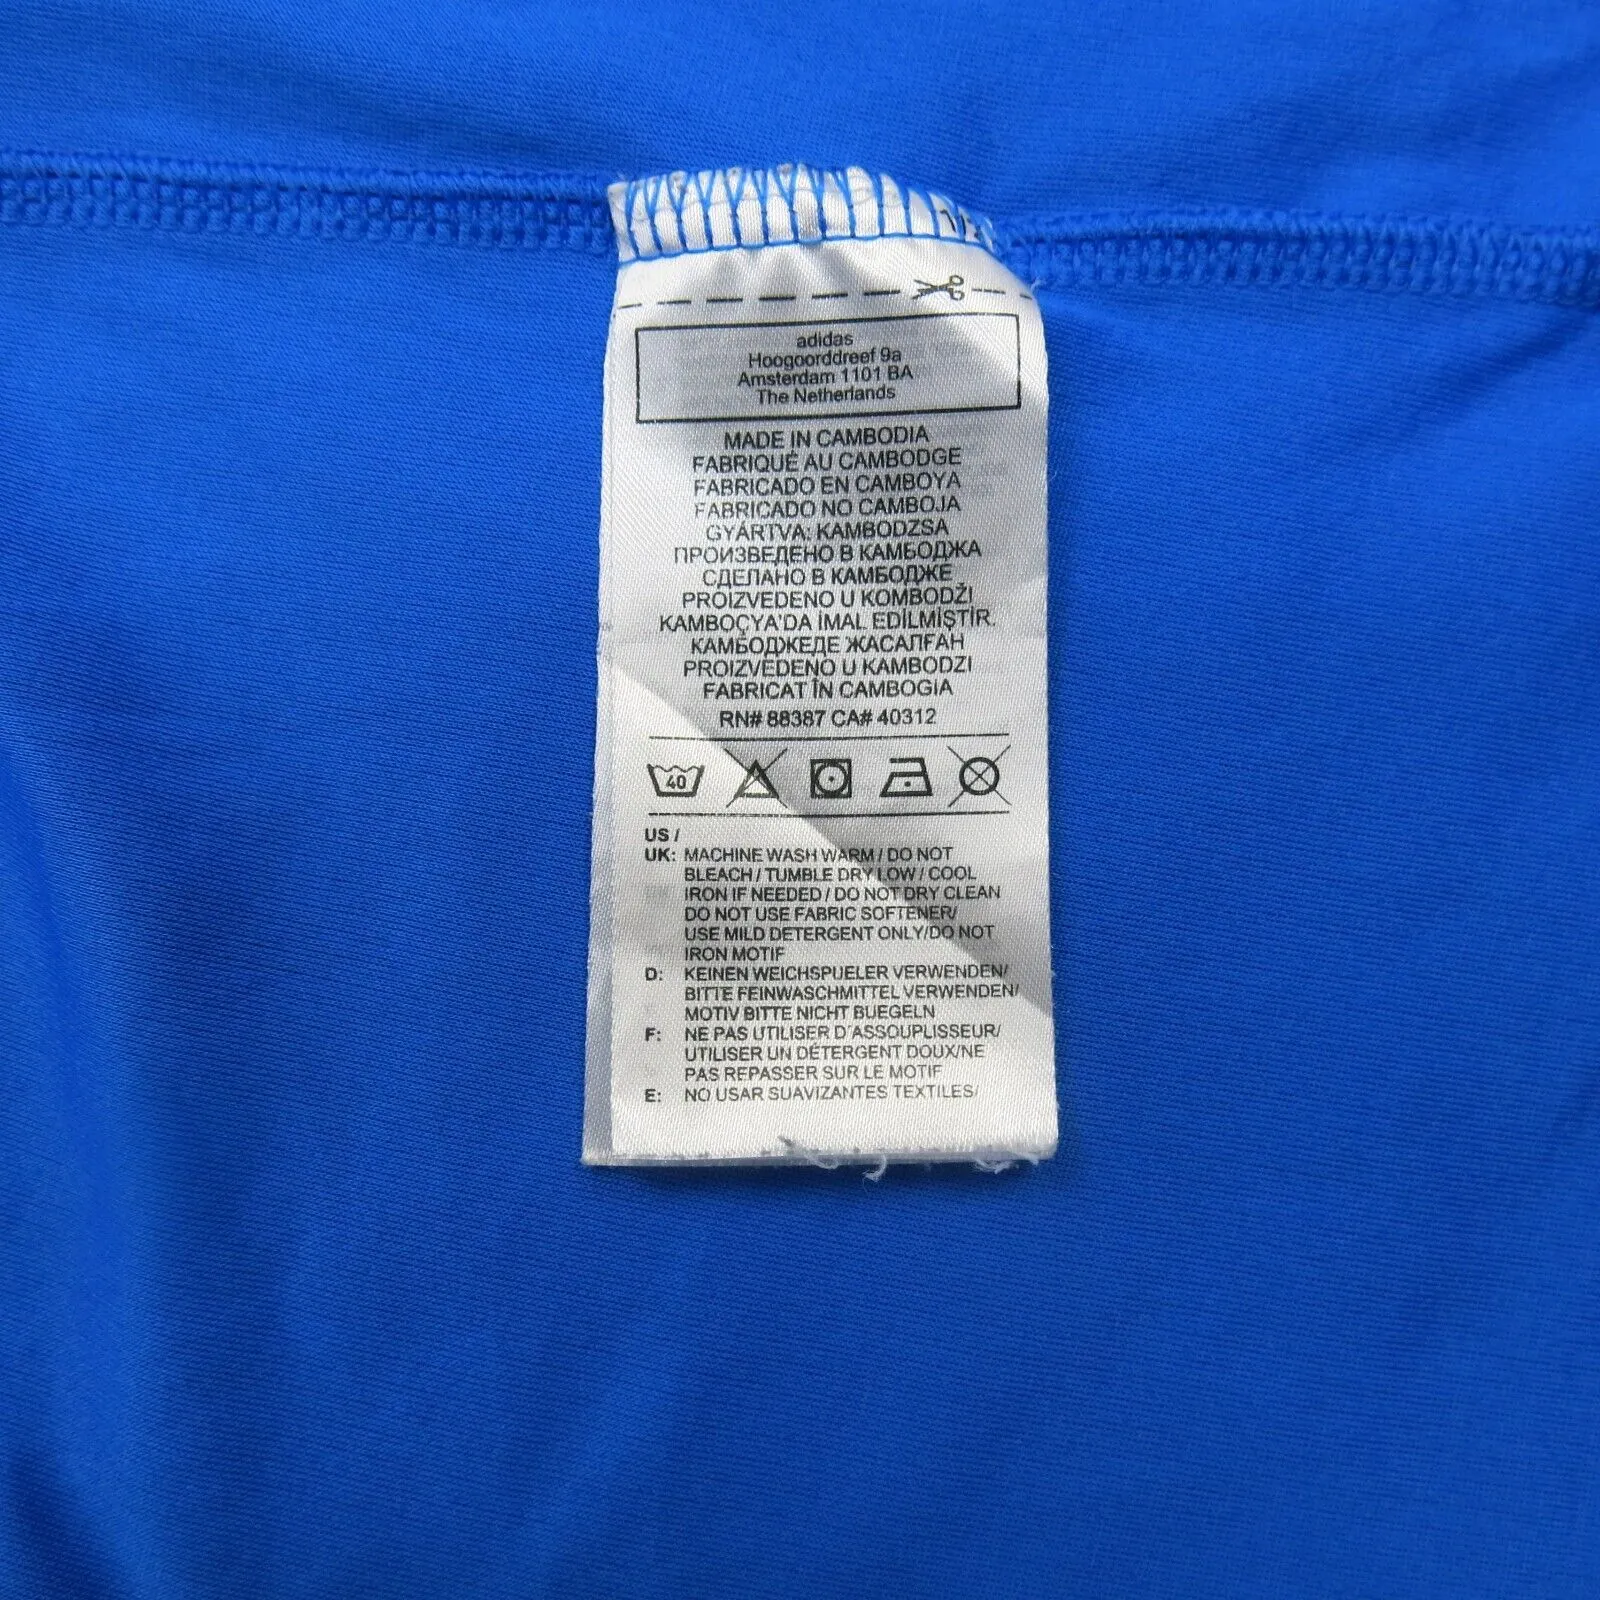 adidas
Hoogoorddreef 9a
Amsterdam 1101 BA
The Netherlands
MADE IN CAMBODIA
FABRIQUÉ AU CAMBODGE
FABRICADO EN CAMBOYA
FABRICADO NO CAMBOJA
GYÁRTVA: KAMBODZSA
ПРОИЗВЕДЕНО В КАМБОДЖА
СДЕЛАНО В КАМБОДЖЕ
PROIZVEDENO U KOMBODŽI
KAMBOÇYA'DA İMAL EDİLMİŞTİR.
КАМБОДЖЕДЕ ЖАСАЛҒАН
PROIZVEDENO U KAMBODZI
FABRICAT ÎN CAMBOGIA
RN# 88387 CA# 40312
40
US /
UK: MACHINE WASH WARM / DO NOT
BLEACH / TUMBLE DRY LOW / COOL
IRON IF NEEDED / DO NOT DRY CLEAN
DO NOT USE FABRIC SOFTENER/
USE MILD DETERGENT ONLY/DO NOT
IRON MOTIF
D: KEINEN WEICHSPUELER VERWENDEN/
BITTE FEINWASCHMITTEL VERWENDEN/
MOTIV BITTE NICHT BUEGELN
F: NE PAS UTILISER D´ASSOUPLISSEUR/
UTILISER UN DÉTERGENT DOUX/NE
PAS REPASSER SUR LE MOTIF
E: NO USAR SUAVIZANTES TEXTILES/